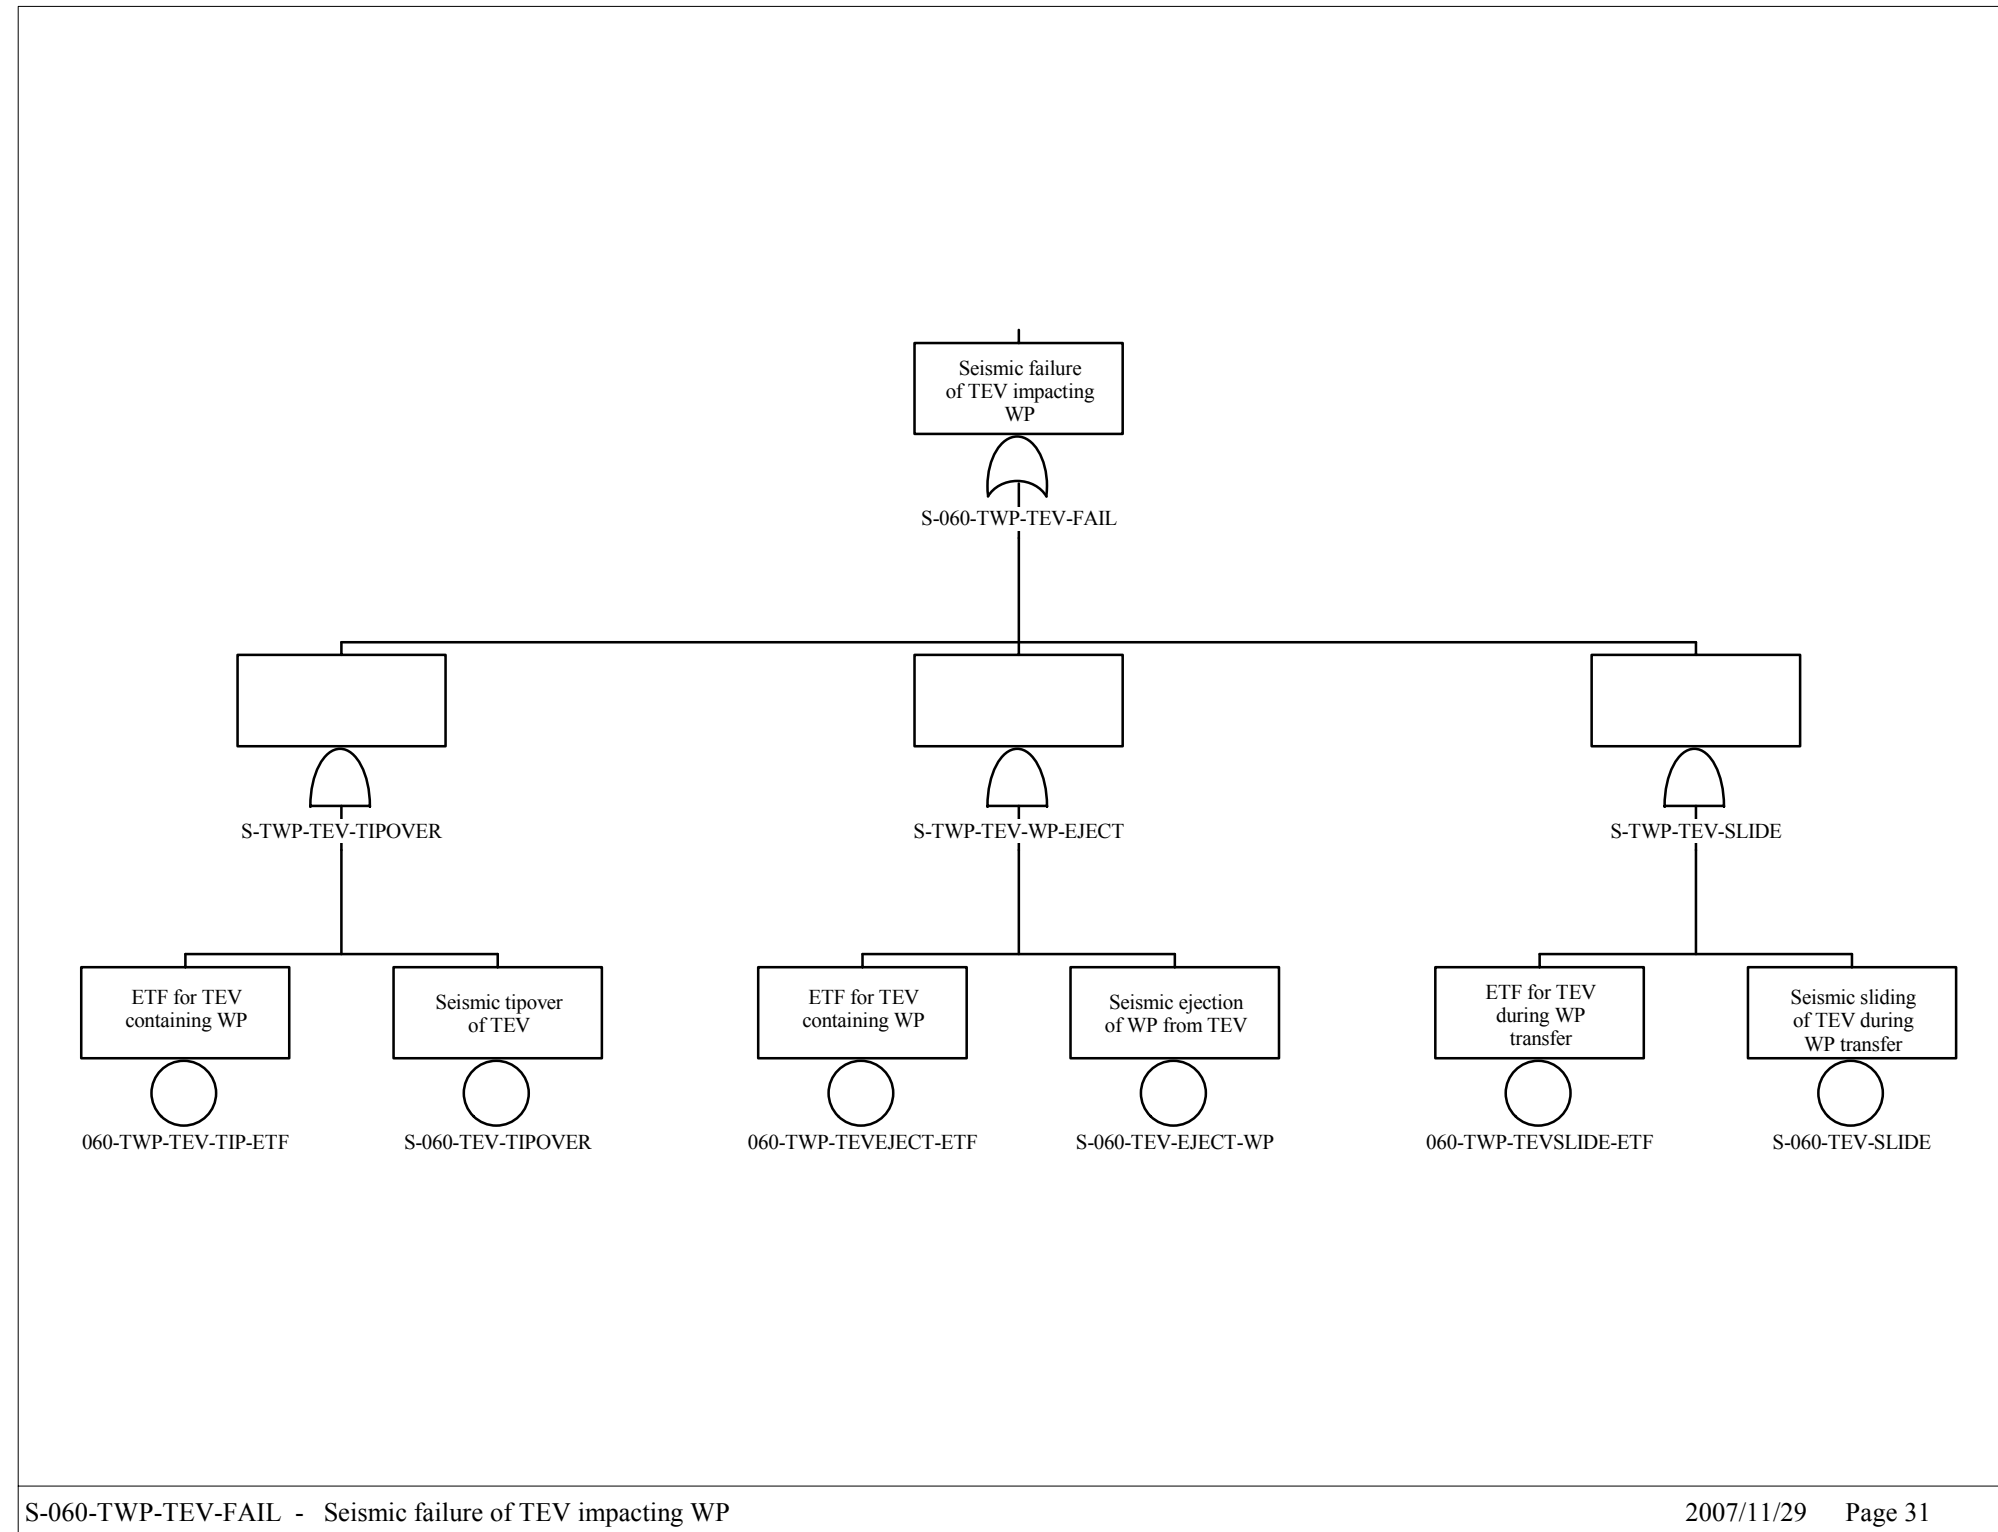 Seismic failure
of TEV impacting
WP
S-060-TWP-TEV-FAIL
S-TWP-TEV-TIPOVER
S-TWP-TEV-WP-EJECT
S-TWP-TEV-SLIDE
ETF for TEV
containing WP
060-TWP-TEV-TIP-ETF
Seismic tipover
of TEV
S-060-TEV-TIPOVER
ETF for TEV
containing WP
060-TWP-TEVEJECT-ETF
Seismic ejection
of WP from TEV
S-060-TEV-EJECT-WP
ETF for TEV
during WP
transfer
060-TWP-TEVSLIDE-ETF
Seismic sliding
of TEV during
WP transfer
S-060-TEV-SLIDE
S-060-TWP-TEV-FAIL - Seismic failure of TEV impacting WP
2007/11/29 Page 31